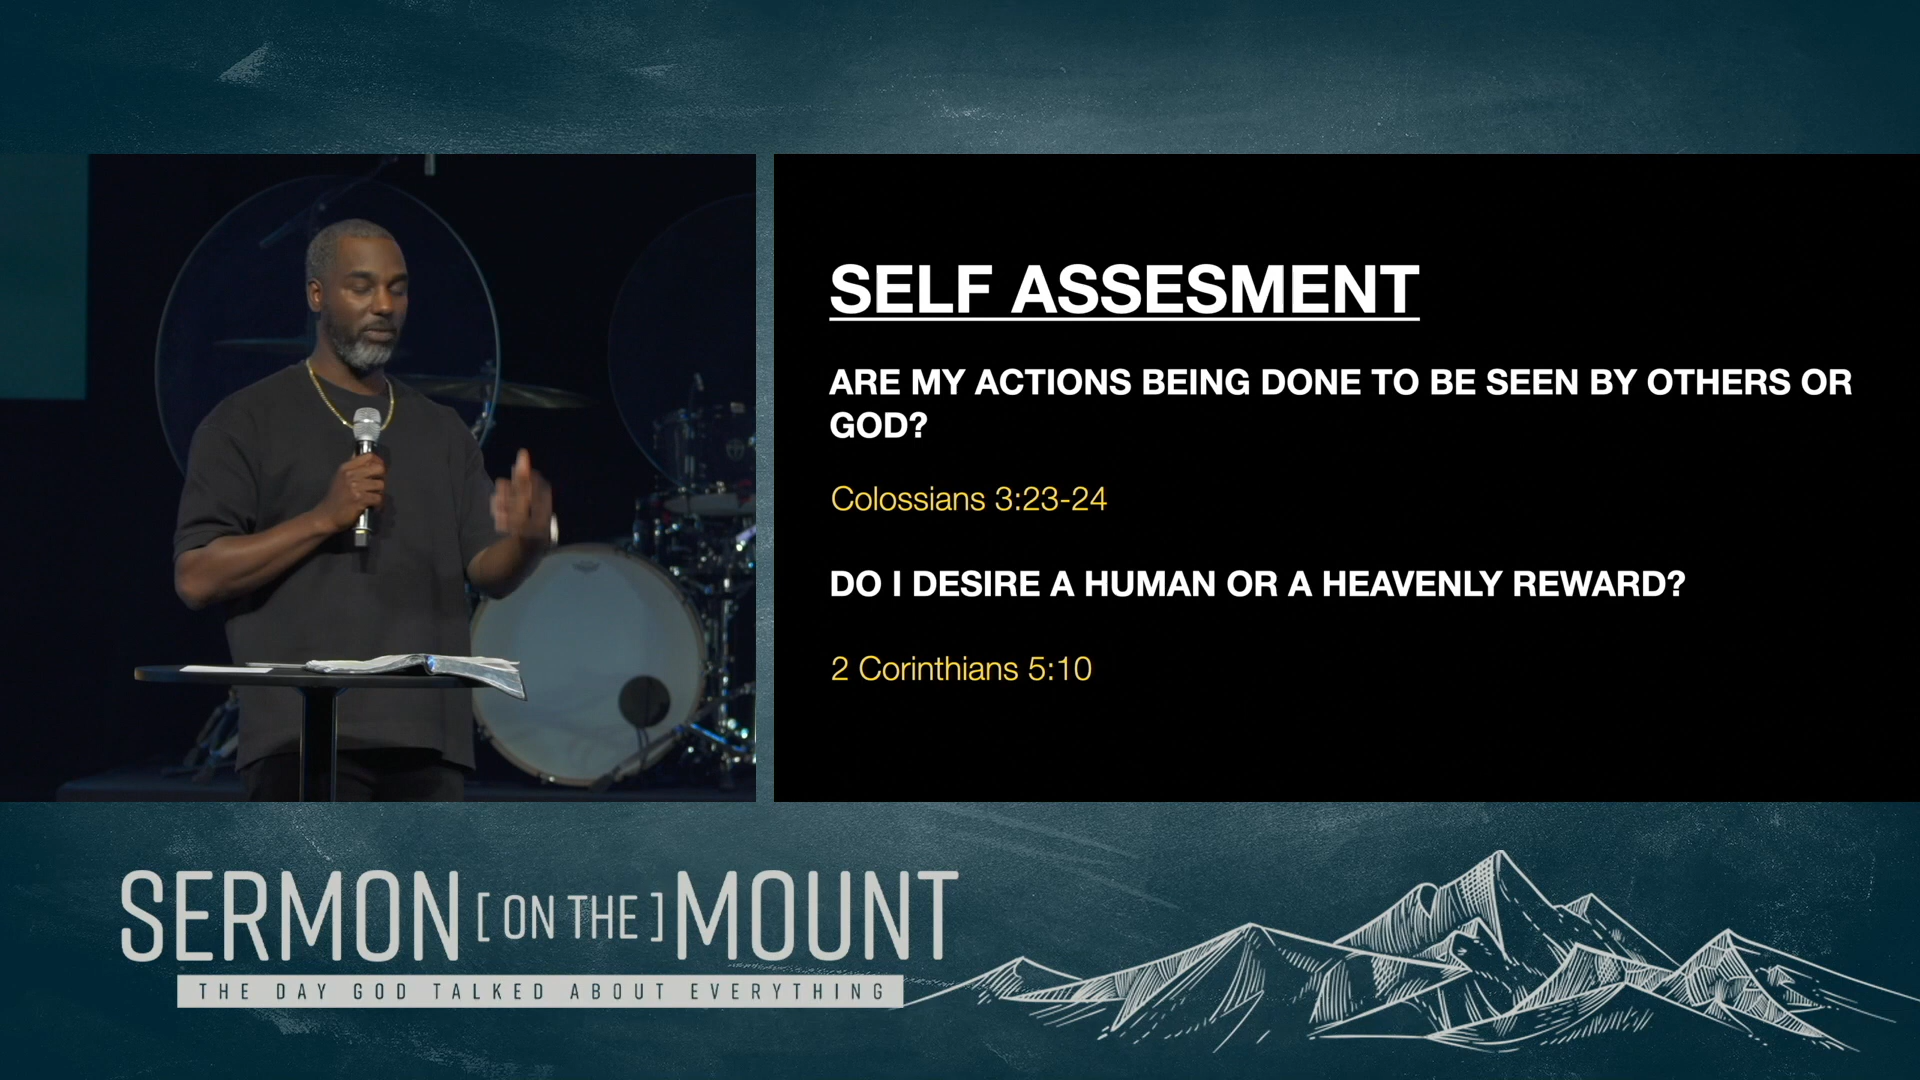 SELF ASSESMENT
ARE MY ACTIONS BEING DONE TO BE SEEN BY OTHERS OR
GOD?
Colossians 3:23-24
DO I DESIRE A HUMAN OR A HEAVENLY REWARD?
2 Corinthians 5:10
SERMON [ON THE] MOUNT
THE DAY GOD TALKED ABOUT EVERYTHING